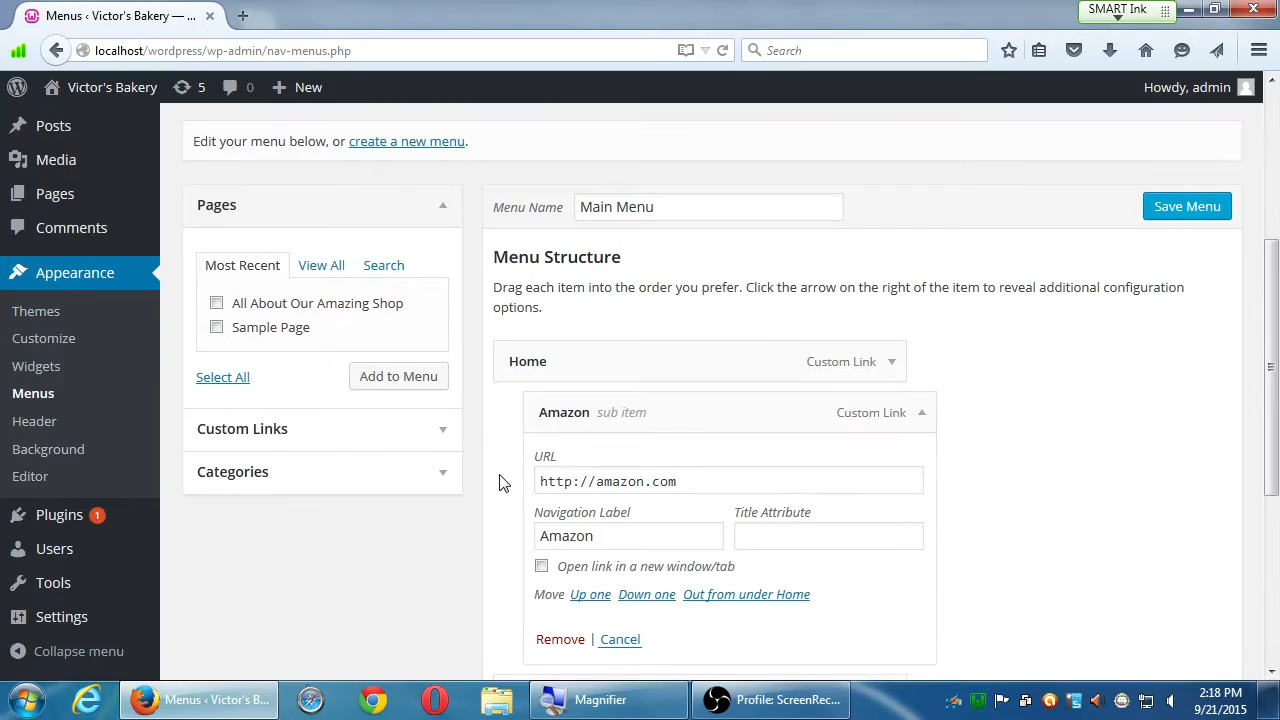 Menus ‹ Victor's Bakery — ...
SMART Ink
localhost/wordpress/wp-admin/nav-menus.php
Search
Victor's Bakery
5
0
New
Howdy, admin
Posts
Media
Pages
Comments
Appearance
Themes
Customize
Widgets
Menus
Header
Background
Editor
Plugins 1
Users
Tools
Settings
Collapse menu
Edit your menu below, or create a new menu.
Pages
Most Recent
View All
Search
All About Our Amazing Shop
Sample Page
Select All
Add to Menu
Custom Links
Categories
Menu Name
Main Menu
Save Menu
Menu Structure
Drag each item into the order you prefer. Click the arrow on the right of the item to reveal additional configuration
options.
Home
Custom Link
Amazon sub item
Custom Link
URL
http://amazon.com
Navigation Label
Title Attribute
Amazon
Open link in a new window/tab
Move Up one Down one Out from under Home
Remove | Cancel
Menus ‹ Victor's B...
Magnifier
Profile: ScreenRec...
2:18 PM
9/21/2015